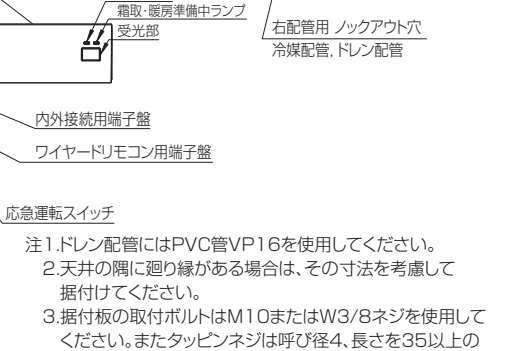 霜取・暖房準備中ランプ
受光部
右配管用 ノックアウト穴
冷媒配管, ドレン配管
内外接続用端子盤
ワイヤードリモコン用端子盤
応急運転スイッチ
注1.ドレン配管にはPVC管VP16を使用してください。
2.天井の隅に廻り縁がある場合は、その寸法を考慮して
据付けてください。
3.据付板の取付ボルトはM10またはW3/8ネジを使用して
ください。またタッピンネジは呼び径4、長さを35以上の